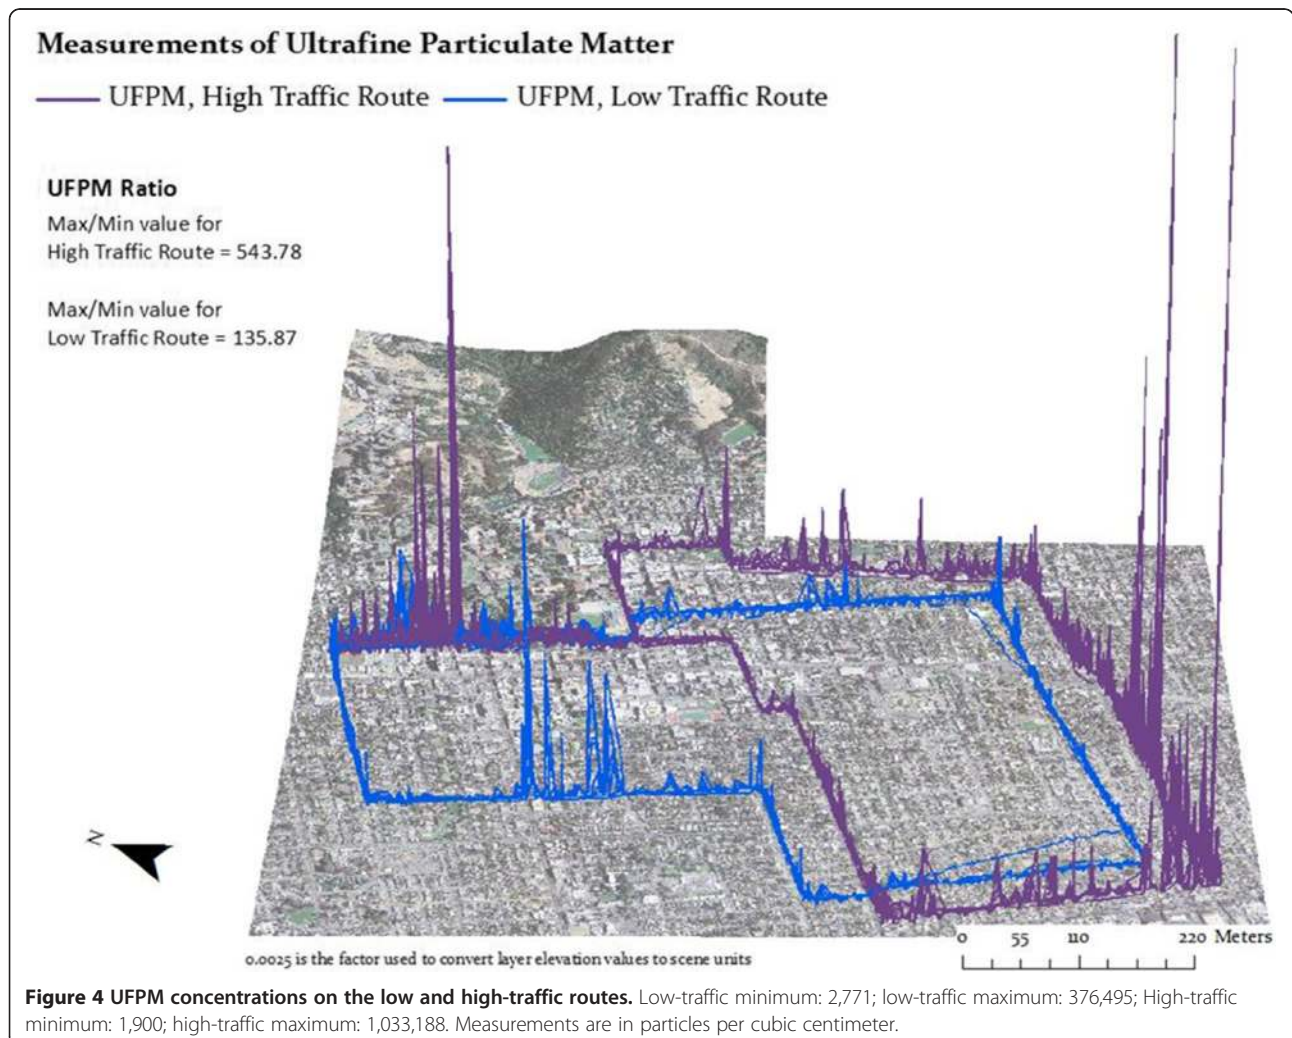 Measurements of Ultrafine Particulate Matter
UFPM, High Traffic Route
UFPM, Low Traffic Route
UFPM Ratio
Max/Min value for
High Traffic Route = 543.78
Max/Min value for
Low Traffic Route = 135.87
N
0 55 110 220 Meters
0.0025 is the factor used to convert layer elevation values to scene units
Figure 4 UFPM concentrations on the low and high-traffic routes. Low-traffic minimum: 2,771; low-traffic maximum: 376,495; High-traffic
minimum: 1,900; high-traffic maximum: 1,033,188. Measurements are in particles per cubic centimeter.